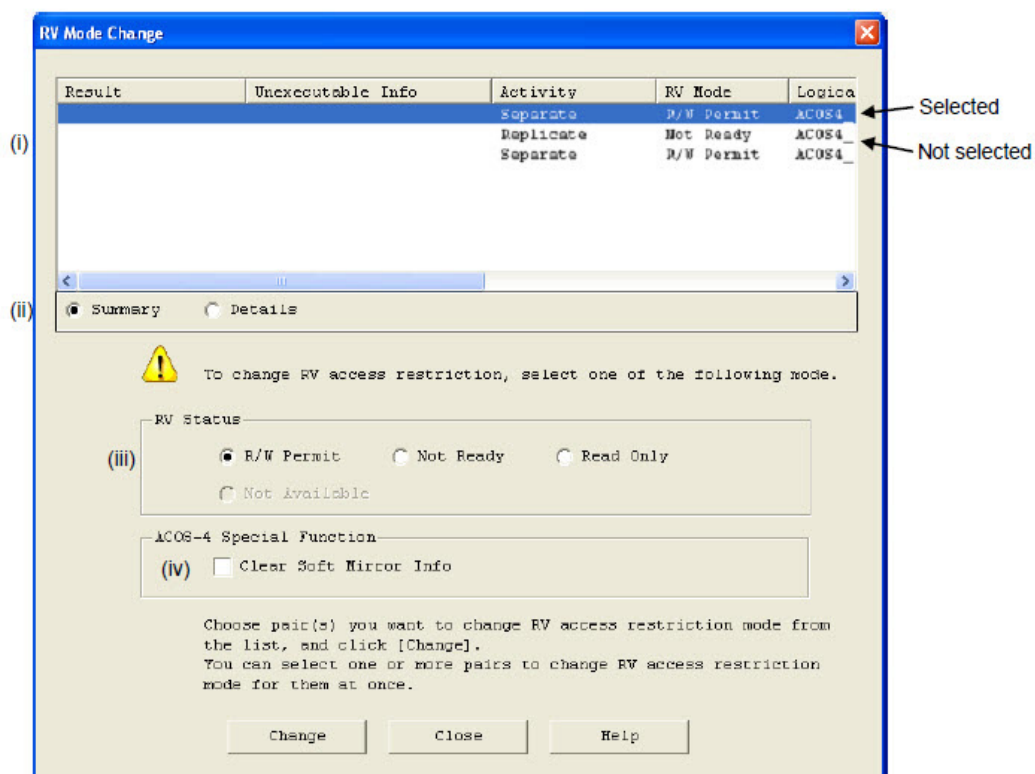 RV Mode Change
Result Unexecutable Info Activity RV Mode Logica
Separate R/W Permit ACOS4_
Selected
(i)
Replicate Not Ready ACOS4_
Not selected
Separate R/W Permit ACOS4_
(ii)
Summary Details
To change RV access restriction, select one of the following mode.
RV Status
(iii)
R/W Permit Not Ready Read Only
Not Available
ACOS-4 Special Function
(iv) Clear Soft Mirror Info
Choose pair(s) you want to change RV access restriction mode from
the list, and click [Change].
You can select one or more pairs to change RV access restriction
mode for them at once.
Change Close Help